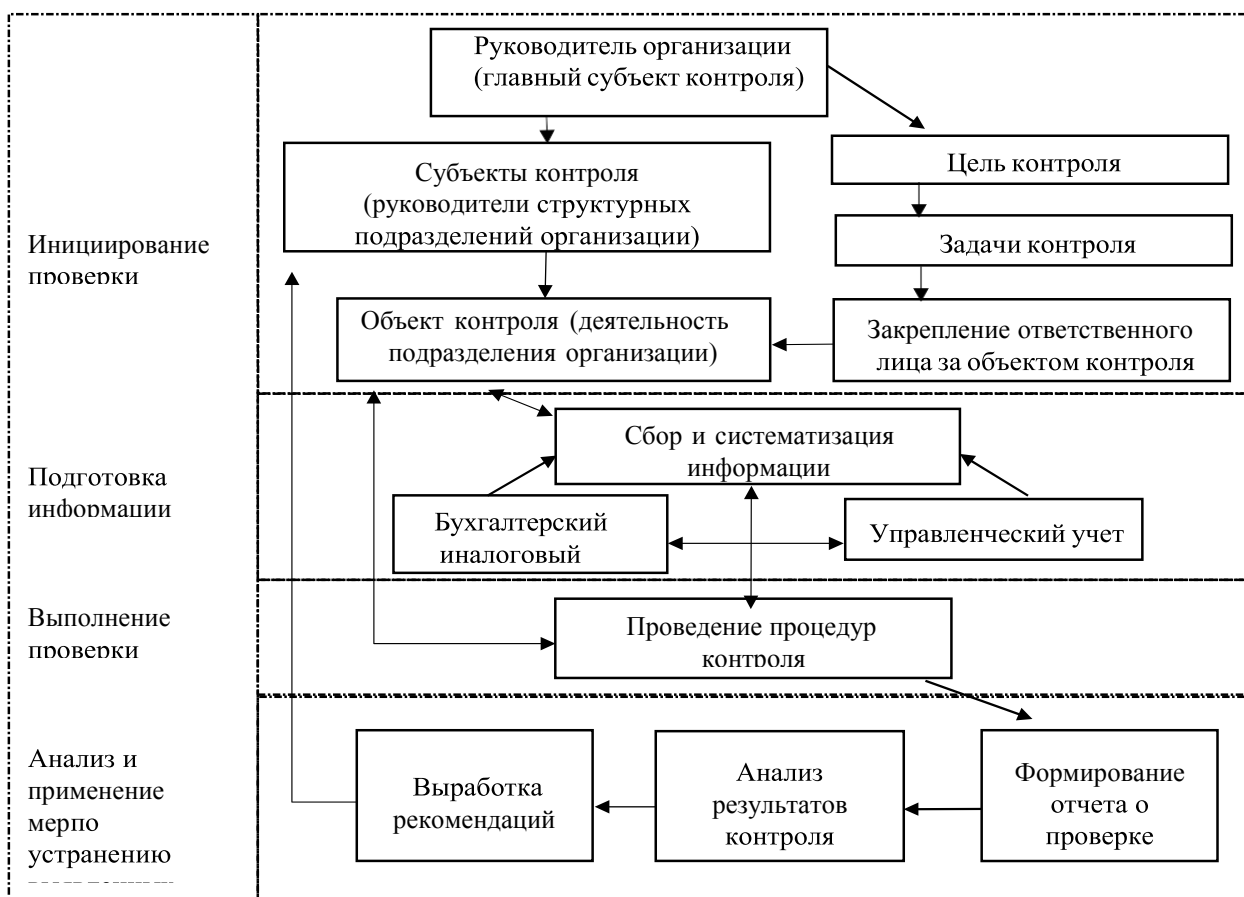 Руководитель организации
(главный субъект контроля)
Субъекты контроля
(руководители структурных
подразделений организации)
Цель контроля
Задачи контроля
Инициирование
проверки
Объект контроля (деятельность
подразделения организации)
Закрепление ответственного
лица за объектом контроля
Подготовка
информации
Сбор и систематизация
информации
Бухгалтерский
иналоговый
Управленческий учет
Выполнение
проверки
Проведение процедур
контроля
Анализ и
применение
мерпо
устранению
Выработка
рекомендаций
Анализ
результатов
контроля
Формирование
отчета о
проверке